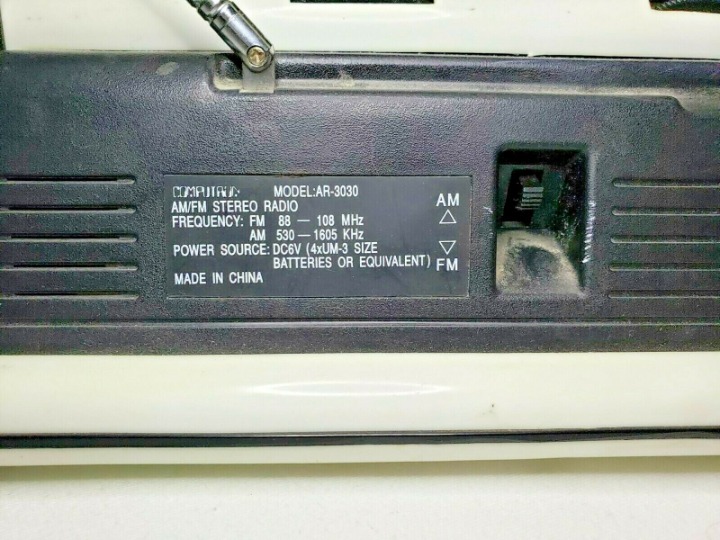 COMPUTRON MODEL:AR-3030
AM/FM STEREO RADIO
FREQUENCY: FM 88 — 108 MHz
AM 530 — 1605 KHz
POWER SOURCE: DC6V (4xUM-3 SIZE
BATTERIES OR EQUIVALENT)
MADE IN CHINA
AM
△
▽
FM